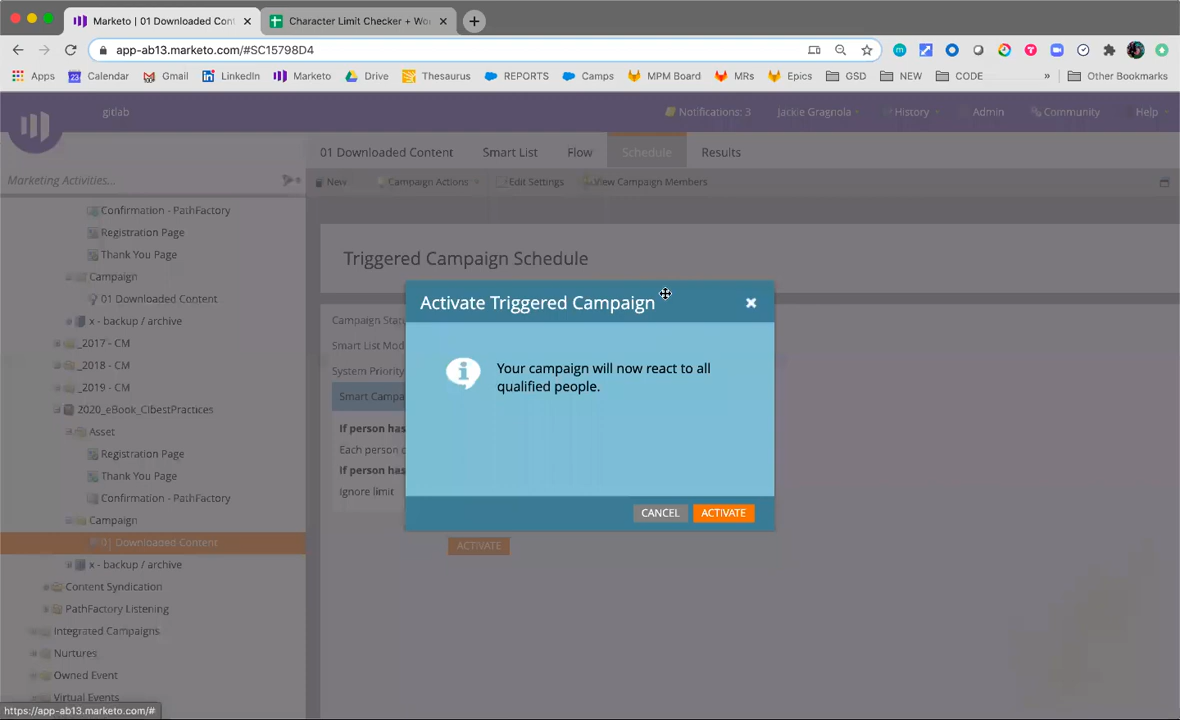 Marketo | 01 Downloaded Cont
Character Limit Checker + Wo
app-ab13.marketo.com/#SC15798D4
Apps Calendar Gmail LinkedIn Marketo Drive Thesaurus REPORTS Camps MPM Board MRs Epics GSD NEW CODE » Other Bookmarks
gitlab Notifications: 3 Jackie Gragnola History Admin Community Help
01 Downloaded Content Smart List Flow Schedule Results
Marketing Activities...
New Campaign Actions Edit Settings View Campaign Members
Confirmation - PathFactory
Registration Page
Thank You Page
Campaign
01 Downloaded Content
x - backup / archive
_2017 - CM
_2018 - CM
_2019 - CM
2020_eBook_CIbestPractices
Asset
Registration Page
Thank You Page
Confirmation - PathFactory
Campaign
01 Downloaded Content
x - backup / archive
Content Syndication
PathFactory Listening
Integrated Campaigns
Nurtures
Owned Event
Virtual Events
https://app-ab13.marketo.com/#
Triggered Campaign Schedule
Campaign Statu
Smart List Mod
System Priority
Smart Campa
If person has
Each person c
If person has
Ignore limit
ACTIVATE
Activate Triggered Campaign
Your campaign will now react to all
qualified people.
CANCEL ACTIVATE